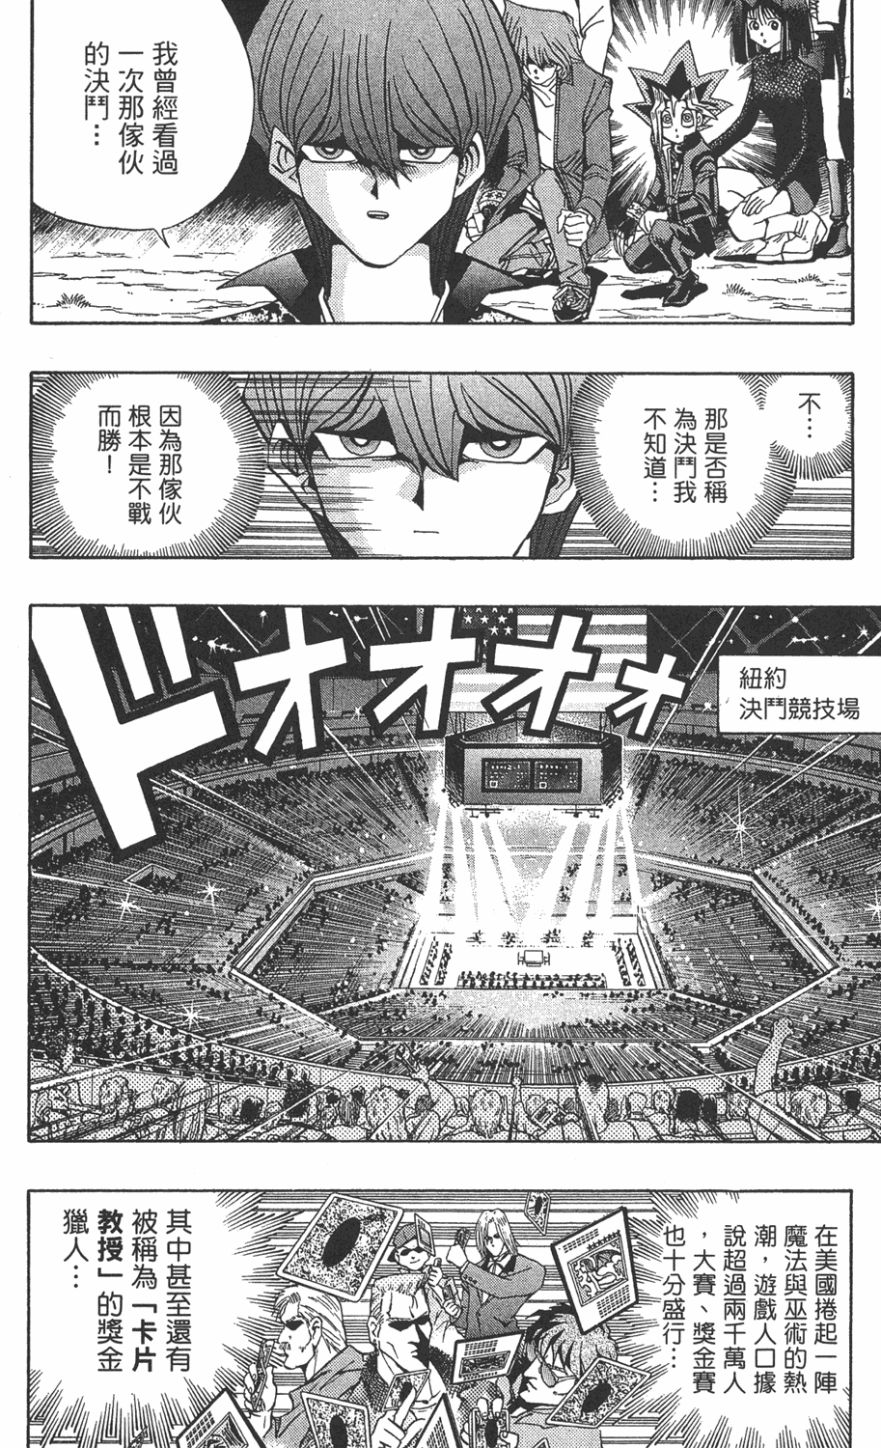 我曾經看過
一次那傢伙
的決鬥…
不…
那是否稱
為決鬥我
不知道…
因為那傢伙
根本是不戰
而勝！
ドオオオォ
紐約
決鬥競技場
在美國捲起一陣
魔法與巫術的熱
潮，遊戲人口據
說超過兩千萬人
，大賽、獎金賽
也十分盛行…
其中甚至還有
被稱為「卡片
教授」的獎金
獵人…